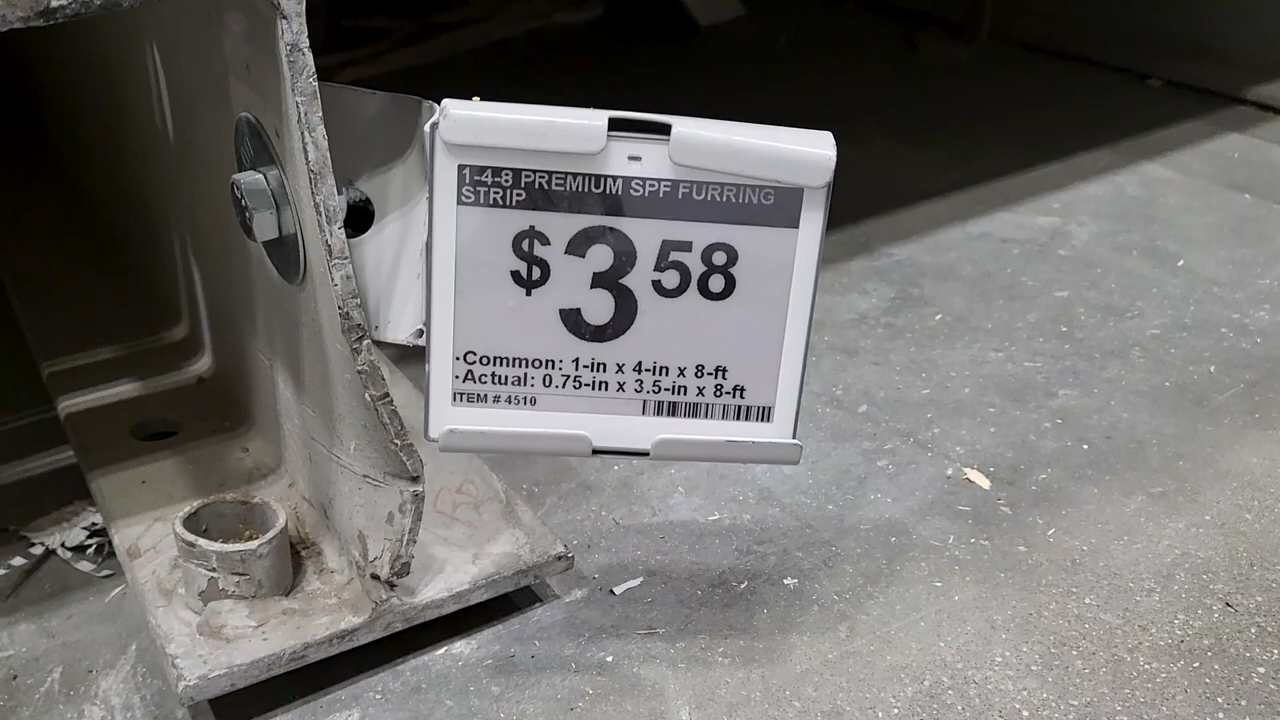 1-4-8 PREMIUM SPF FURRING
STRIP
$3 58
·Common: 1-in x 4-in x 8-ft
·Actual: 0.75-in x 3.5-in x 8-ft
ITEM # 4510